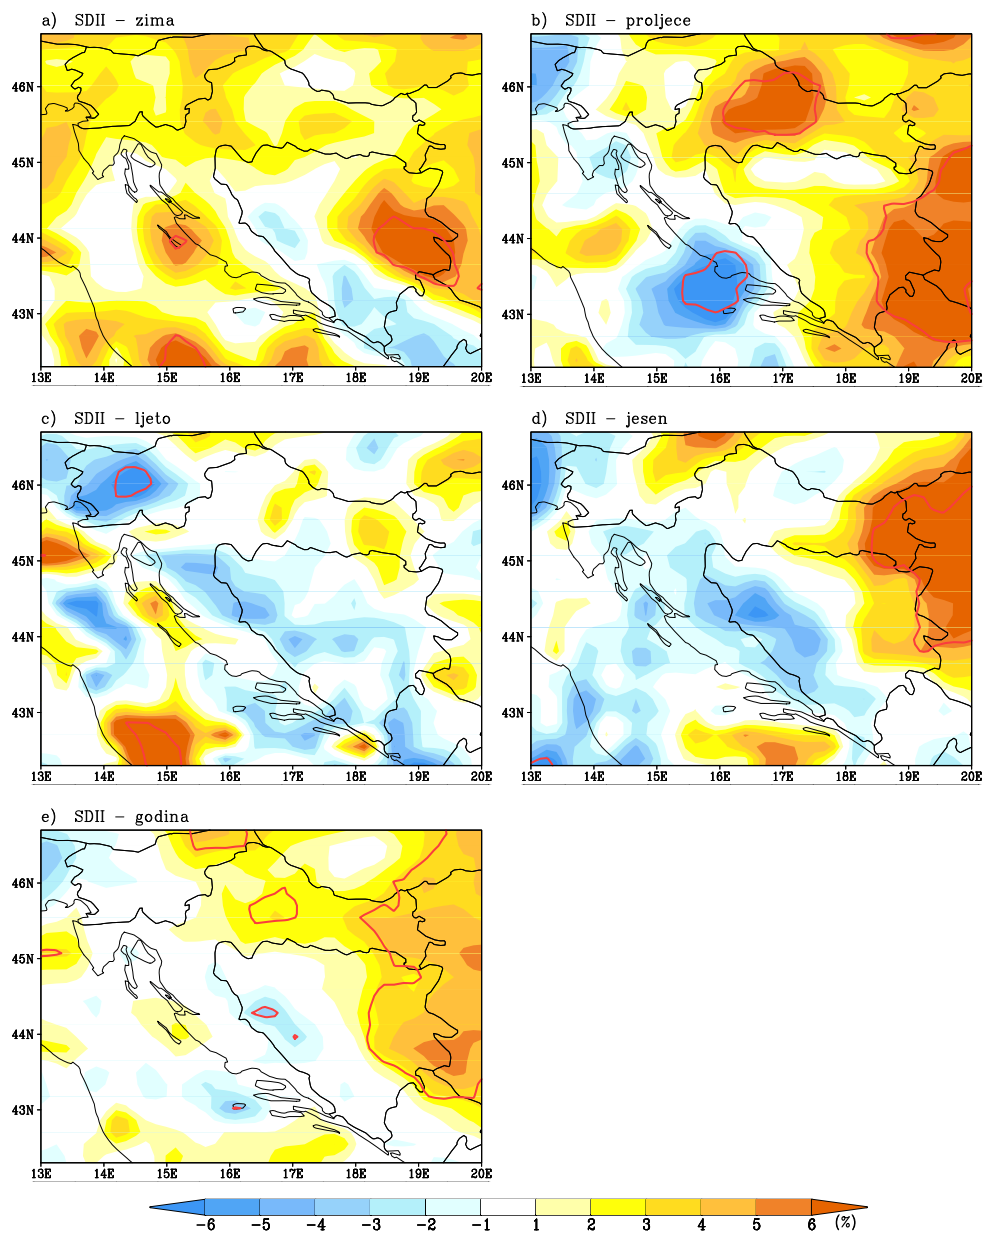 a) SDII – zima
46N
45N
44N
43N
13E 14E 15E 16E 17E 18E 19E 20E
b) SDII – proljece
46N
45N
44N
43N
13E 14E 15E 16E 17E 18E 19E 20E
c) SDII – ljeto
46N
45N
44N
43N
13E 14E 15E 16E 17E 18E 19E 20E
d) SDII – jesen
46N
45N
44N
43N
13E 14E 15E 16E 17E 18E 19E 20E
e) SDII – godina
46N
45N
44N
43N
13E 14E 15E 16E 17E 18E 19E 20E
-6 -5 -4 -3 -2 -1 1 2 3 4 5 6 (%)